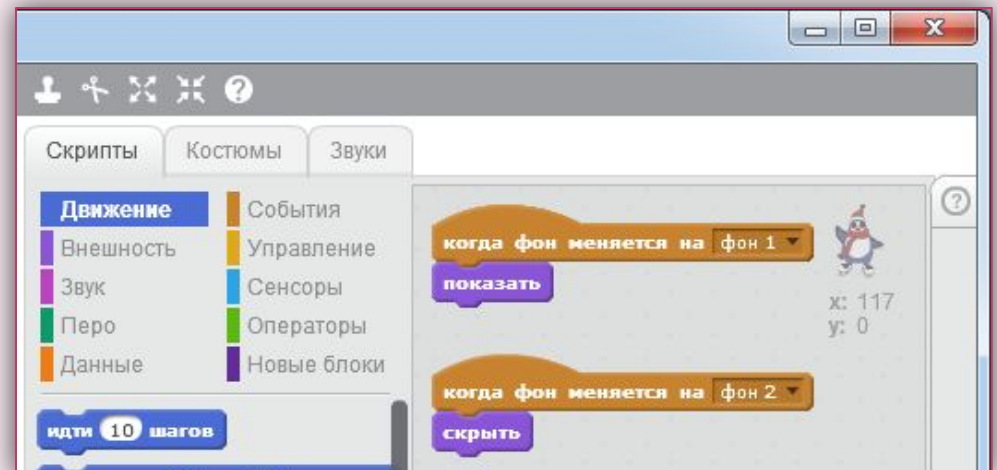 Скрипты Костюмы Звуки
Движение События
Внешность Управление
Звук Сенсоры
Перо Операторы
Данные Новые блоки
идти 10 шагов
когда фон меняется на фон 1
показать
x: 117
y: 0
когда фон меняется на фон 2
скрыть